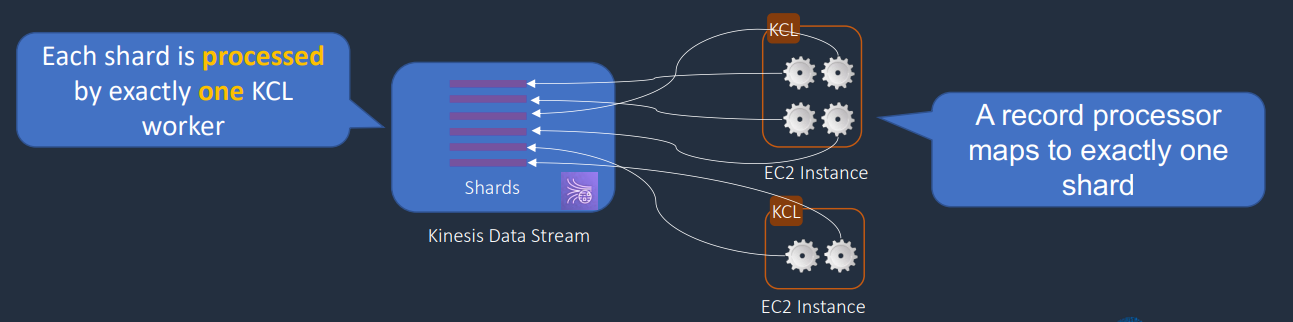 Each shard is processed
by exactly one KCL
worker
Shards
Kinesis Data Stream
KCL
EC2 Instance
KCL
EC2 Instance
A record processor
maps to exactly one
shard